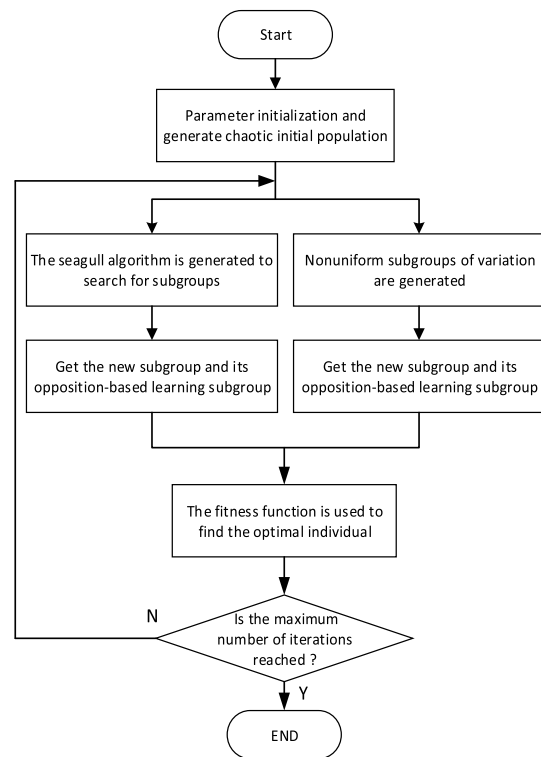 Start
Parameter initialization and
generate chaotic initial population
The seagull algorithm is generated to
search for subgroups
Nonuniform subgroups of variation
are generated
Get the new subgroup and its
opposition-based learning subgroup
Get the new subgroup and its
opposition-based learning subgroup
The fitness function is used to
find the optimal individual
N
Is the maximum
number of iterations
reached ?
Y
END